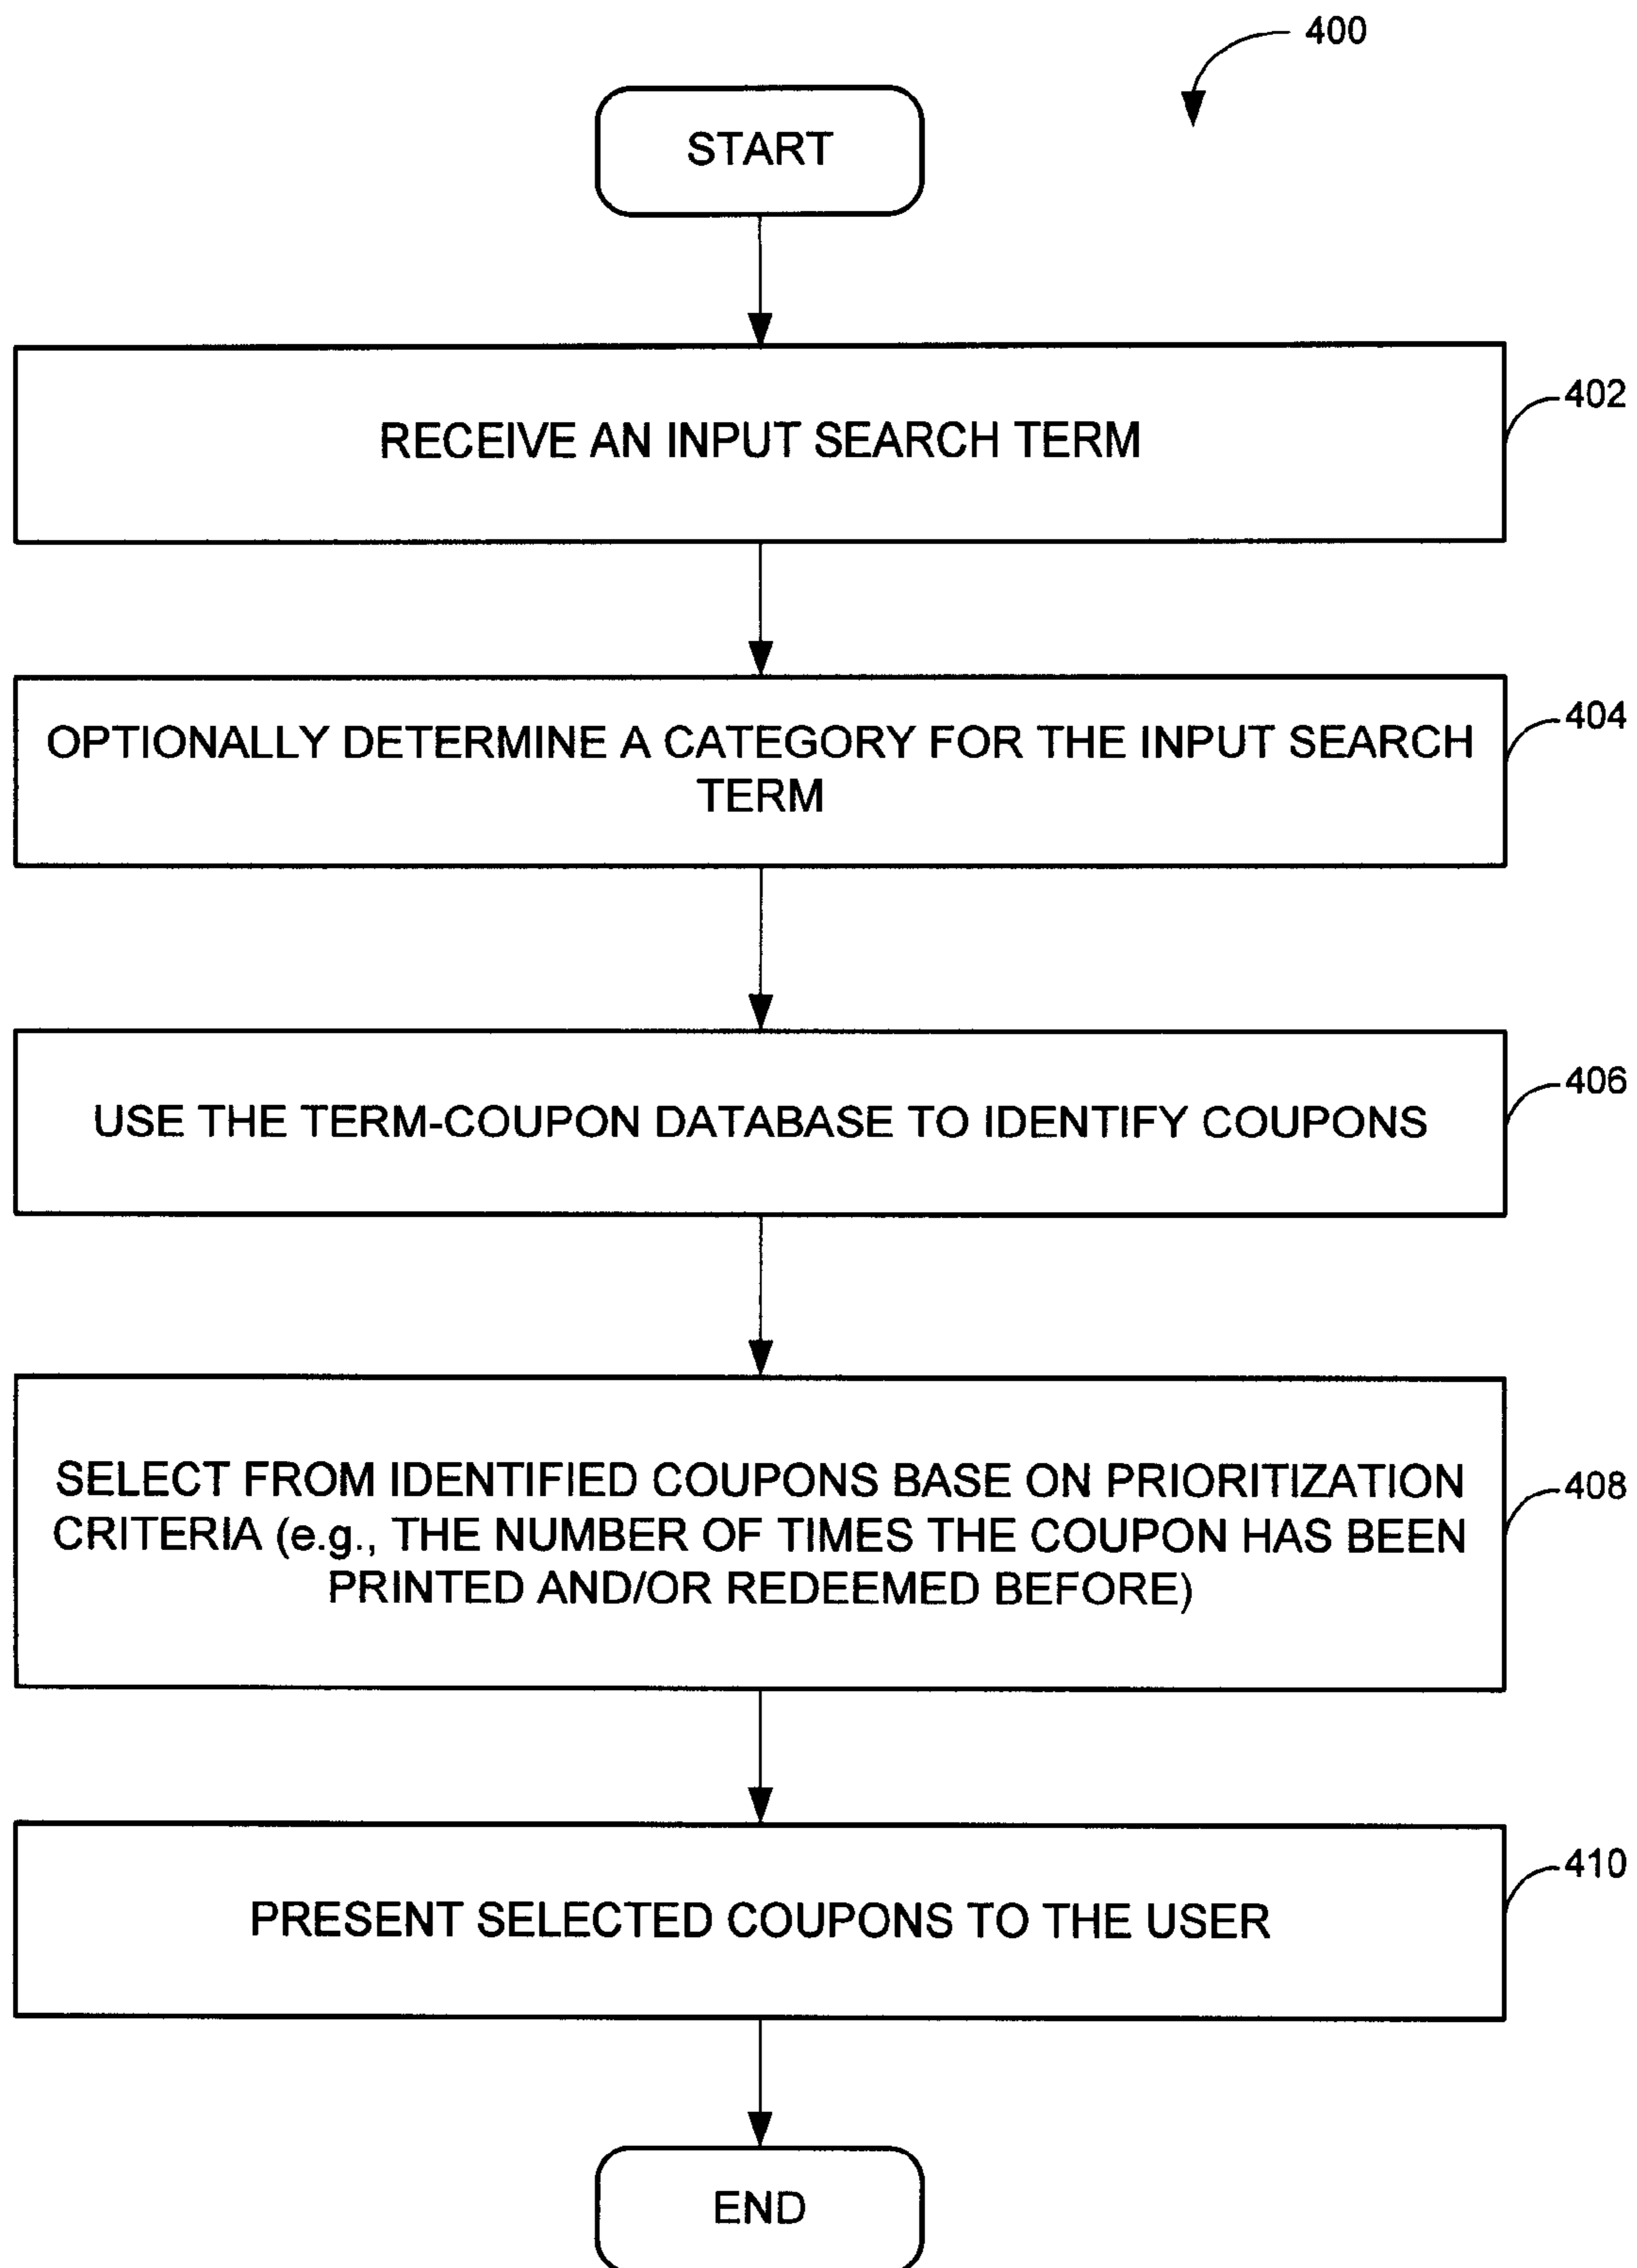 400
START
RECEIVE AN INPUT SEARCH TERM
402
OPTIONALLY DETERMINE A CATEGORY FOR THE INPUT SEARCH
TERM
404
USE THE TERM-COUPON DATABASE TO IDENTIFY COUPONS
406
SELECT FROM IDENTIFIED COUPONS BASE ON PRIORITIZATION
CRITERIA (e.g., THE NUMBER OF TIMES THE COUPON HAS BEEN
PRINTED AND/OR REDEEMED BEFORE)
408
PRESENT SELECTED COUPONS TO THE USER
410
END